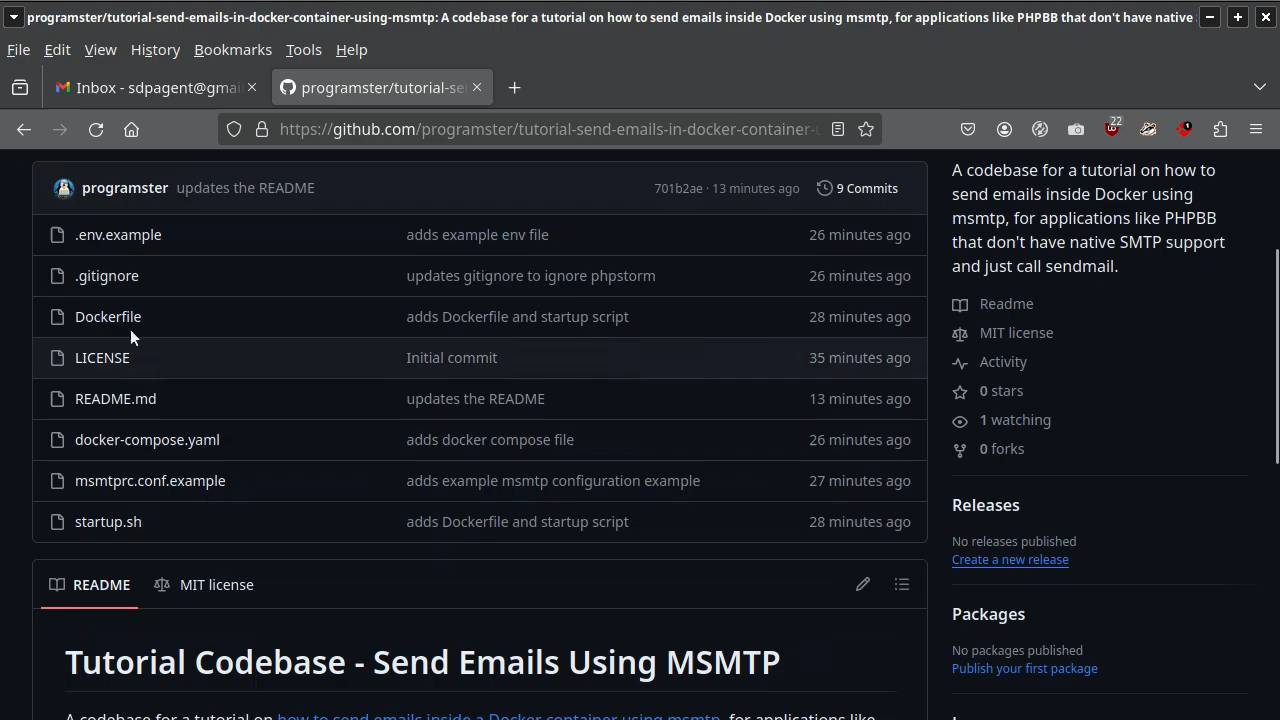 programster/tutorial-send-emails-in-docker-container-using-msmtp: A codebase for a tutorial on how to send emails inside Docker using msmtp, for applications like PHPBB that don't have native
File Edit View History Bookmarks Tools Help
Inbox - sdpagent@gmai
programster/tutorial-se
https://github.com/programster/tutorial-send-emails-in-docker-container-
22
1
programster updates the README 701b2ae · 13 minutes ago 9 Commits
.env.example adds example env file 26 minutes ago
.gitignore updates gitignore to ignore phpstorm 26 minutes ago
Dockerfile adds Dockerfile and startup script 28 minutes ago
LICENSE Initial commit 35 minutes ago
README.md updates the README 13 minutes ago
docker-compose.yaml adds docker compose file 26 minutes ago
msmtprc.conf.example adds example msmtp configuration example 27 minutes ago
startup.sh adds Dockerfile and startup script 28 minutes ago
README MIT license
Tutorial Codebase - Send Emails Using MSMTP
A codebase for a tutorial on how to send emails inside a Docker container using msmtp, for applications like
A codebase for a tutorial on how to
send emails inside Docker using
msmtp, for applications like PHPBB
that don't have native SMTP support
and just call sendmail.
Readme
MIT license
Activity
0 stars
1 watching
0 forks
Releases
No releases published
Create a new release
Packages
No packages published
Publish your first package